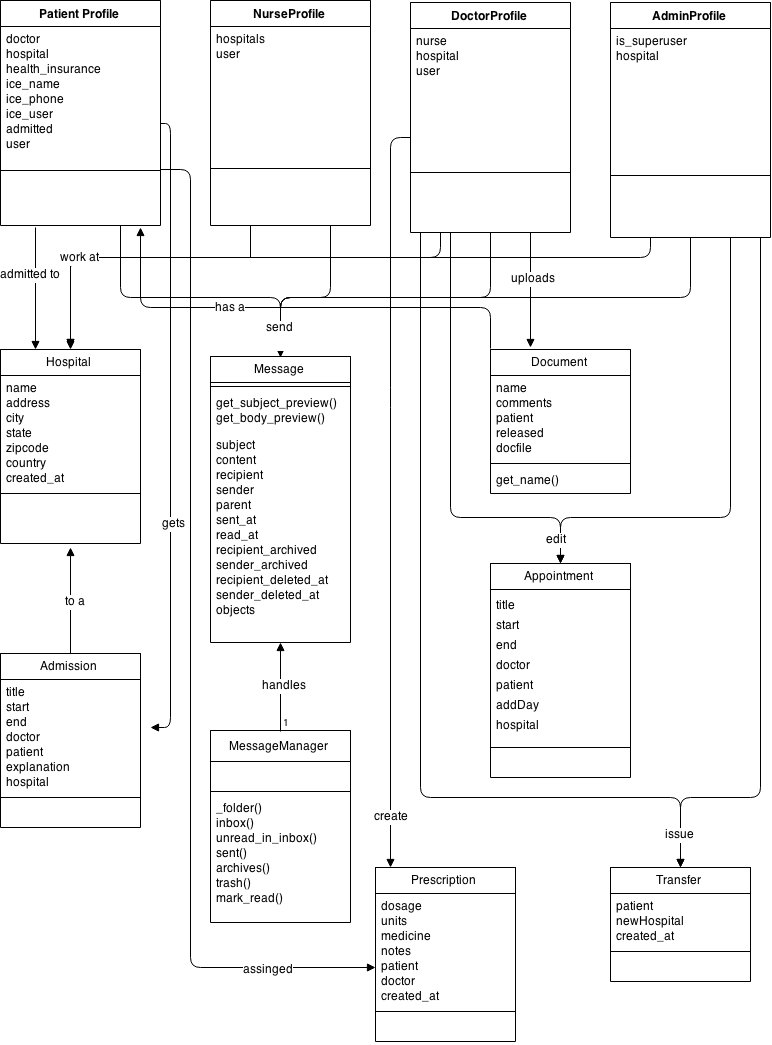 Patient Profile
doctor
hospital
health_insurance
ice_name
ice_phone
ice_user
admitted
user
NurseProfile
hospitals
user
DoctorProfile
nurse
hospital
user
AdminProfile
is_superuser
hospital
admitted to
work at
has a
send
uploads
Hospital
name
address
city
state
zipcode
country
created_at
Message
get_subject_preview()
get_body_preview()
subject
content
recipient
sender
parent
sent_at
read_at
recipient_archived
sender_archived
recipient_deleted_at
sender_deleted_at
objects
Document
name
comments
patient
released
docfile
get_name()
gets
edit
Appointment
title
start
end
doctor
patient
addDay
hospital
to a
Admission
title
start
end
doctor
patient
explanation
hospital
handles
1
MessageManager
_folder()
inbox()
unread_in_inbox()
sent()
archives()
trash()
mark_read()
create
issue
Prescription
dosage
units
medicine
notes
patient
doctor
created_at
Transfer
patient
newHospital
created_at
assinged